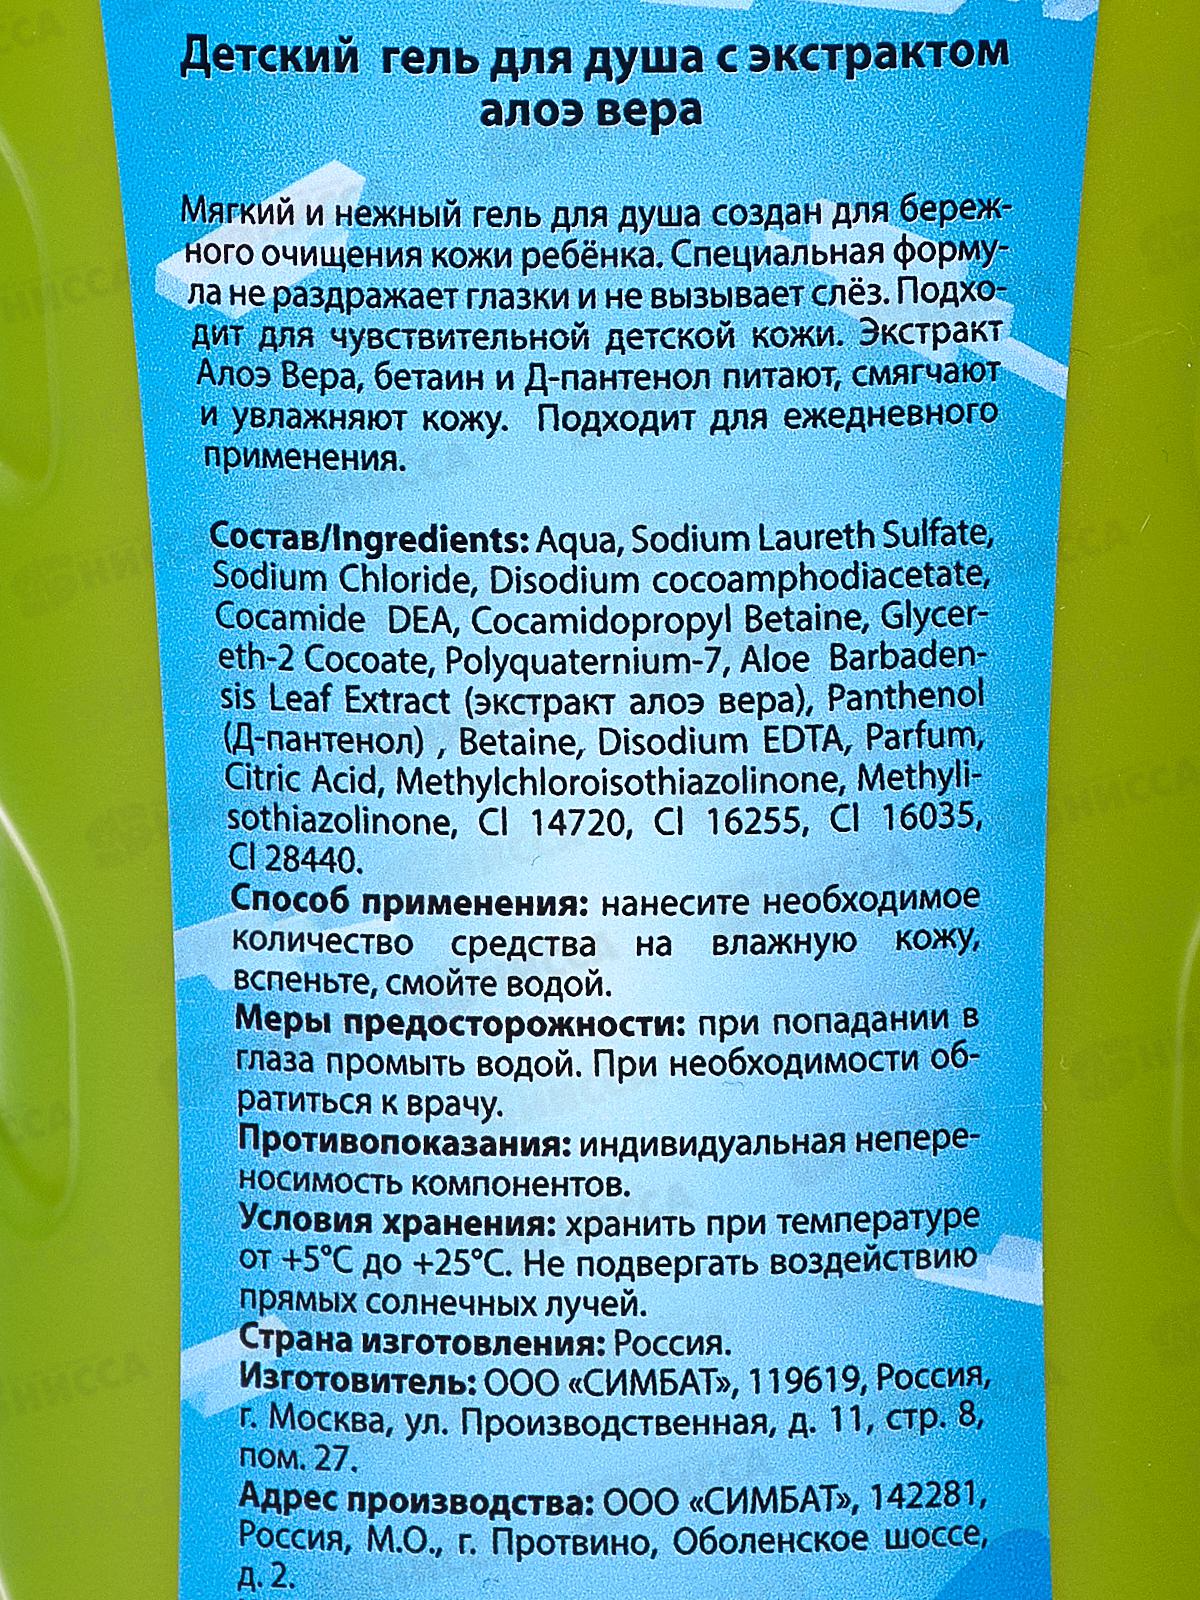 Детский гель для душа с экстрактом
алоэ вера
Мягкий и нежный гель для душа создан для береж-
ного очищения кожи ребёнка. Специальная форму-
ла не раздражает глазки и не вызывает слёз. Подхо-
дит для чувствительной детской кожи. Экстракт
Алоэ Вера, бетаин и Д-пантенол питают, смягчают
и увлажняют кожу. Подходит для ежедневного
применения.
Состав/Ingredients: Aqua, Sodium Laureth Sulfate,
Sodium Chloride, Disodium cocoamphodiacetate,
Cocamide DEA, Cocamidopropyl Betaine, Glycer-
eth-2 Cocoate, Polyquaternium-7, Aloe Barbaden-
sis Leaf Extract (экстракт алоэ вера), Panthenol
(Д-пантенол) , Betaine, Disodium EDTA, Parfum,
Citric Acid, Methylchloroisothiazolinone, Methyli-
sothiazolinone, Cl 14720, Cl 16255, Cl 16035,
Cl 28440.
Способ применения: нанесите необходимое
количество средства на влажную кожу,
вспеньте, смойте водой.
Меры предосторожности: при попадании в
глаза промыть водой. При необходимости об-
ратиться к врачу.
Противопоказания: индивидуальная непере-
носимость компонентов.
Условия хранения: хранить при температуре
от +5°С до +25°С. Не подвергать воздействию
прямых солнечных лучей.
Страна изготовления: Россия.
Изготовитель: ООО «СИМБАТ», 119619, Россия,
г. Москва, ул. Производственная, д. 11, стр. 8,
пом. 27.
Адрес производства: ООО «СИМБАТ», 142281,
Россия, М.О., г. Протвино, Оболенское шоссе,
д. 2.